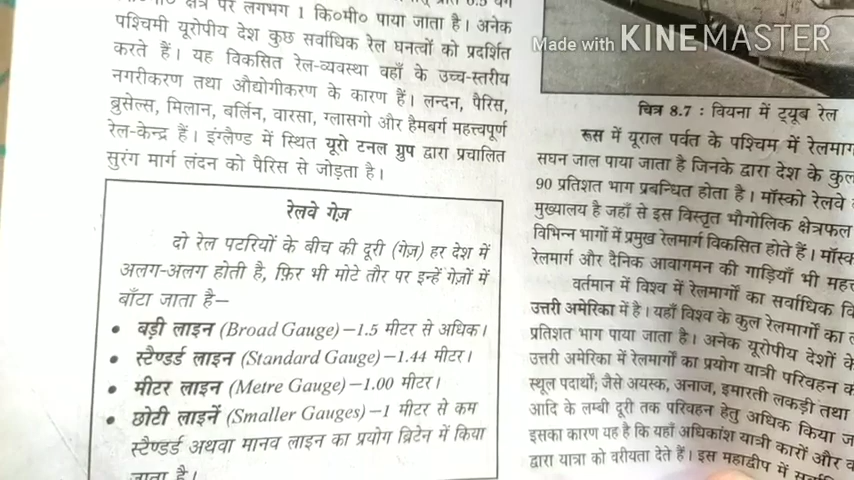 क्षेत्र पर लगभग 1 कि०मी० पाया जाता है। अनेक
पश्चिमी यूरोपीय देश कुछ सर्वाधिक रेल घनत्वों को प्रदर्शित
करते हैं। यह विकसित रेल-व्यवस्था वहाँ के उच्च-स्तरीय
नगरीकरण तथा औद्योगीकरण के कारण हैं। लन्दन, पैरिस,
ब्रुसेल्स, मिलान, बर्लिन, वारसा, ग्लासगो और हैमबर्ग महत्त्वपूर्ण
रेल-केन्द्र हैं। इंग्लैण्ड में स्थित यूरो टनल ग्रुप द्वारा प्रचालित
सुरंग मार्ग लंदन को पैरिस से जोड़ता है।
रेलवे गेज़
दो रेल पटरियों के बीच की दूरी (गेज़) हर देश में
अलग-अलग होती है, फ़िर भी मोटे तौर पर इन्हें गेज़ों में
बाँटा जाता है—
• बड़ी लाइन (Broad Gauge)—1.5 मीटर से अधिक।
• स्टैण्डर्ड लाइन (Standard Gauge)—1.44 मीटर।
• मीटर लाइन (Metre Gauge)—1.00 मीटर।
• छोटी लाइनें (Smaller Gauges)—1 मीटर से कम
स्टैण्डर्ड अथवा मानव लाइन का प्रयोग ब्रिटेन में किया
जाता है।
Made with KINEMASTER
चित्र 8.7 : वियना में ट्यूब रेल
रूस में यूराल पर्वत के पश्चिम में
सघन जाल पाया जाता है जिनके द्वारा देश के
90 प्रतिशत भाग प्रबन्धित होता है। मॉस्को रेलवे
मुख्यालय है जहाँ से इस विस्तृत भौगोलिक क्षेत्रफल
विभिन्न भागों में प्रमुख रेलमार्ग विकसित होते हैं।
रेलमार्ग और दैनिक आवागमन की गाड़ियाँ भी
वर्तमान में विश्व में रेलमार्गों का सर्वाधिक
उत्तरी अमेरिका में है। यहाँ विश्व के कुल रेलमार्गों का
प्रतिशत भाग पाया जाता है। अनेक यूरोपीय देशों के
उत्तरी अमेरिका में रेलमार्गों का प्रयोग यात्री परिवहन
स्थूल पदार्थों; जैसे अयस्क, अनाज, इमारती लकड़ी तथा
आदि के लम्बी दूरी तक परिवहन हेतु अधिक किया
इसका कारण यह है कि यहाँ अधिकांश यात्री कारों और
द्वारा यात्रा को वरीयता देते हैं। इस महाद्वीप में